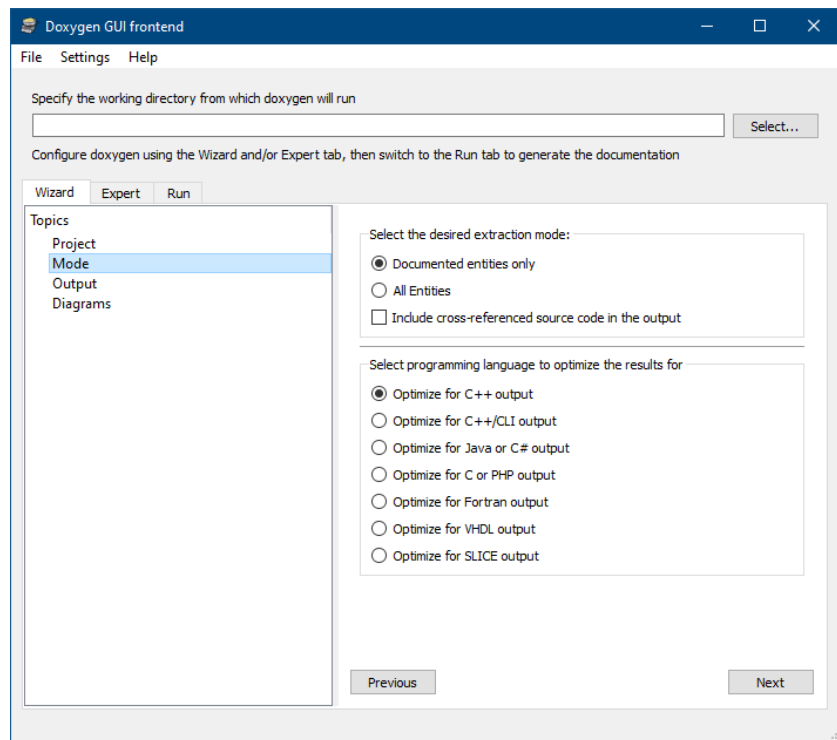 Doxygen GUI frontend
File Settings Help
Specify the working directory from which doxygen will run
Select...
Configure doxygen using the Wizard and/or Expert tab, then switch to the Run tab to generate the documentation
Wizard Expert Run
Topics
Project
Mode
Output
Diagrams
Select the desired extraction mode:
Documented entities only
All Entities
Include cross-referenced source code in the output
Select programming language to optimize the results for
Optimize for C++ output
Optimize for C++/CLI output
Optimize for Java or C# output
Optimize for C or PHP output
Optimize for Fortran output
Optimize for VHDL output
Optimize for SLICE output
Previous Next